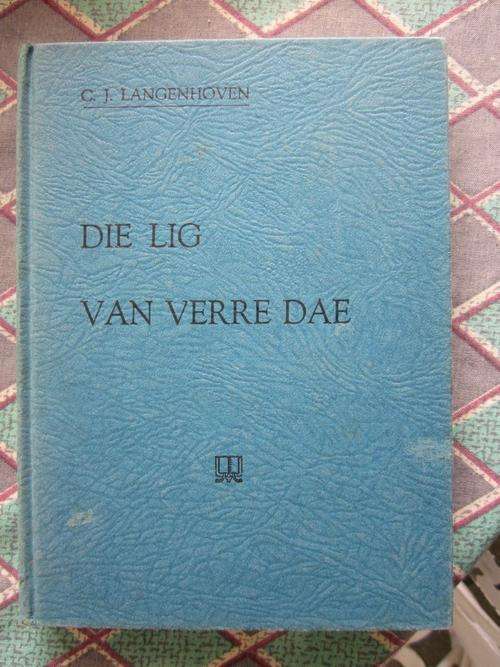 C. J. LANGENHOVEN
DIE LIG
VAN VERRE DAE